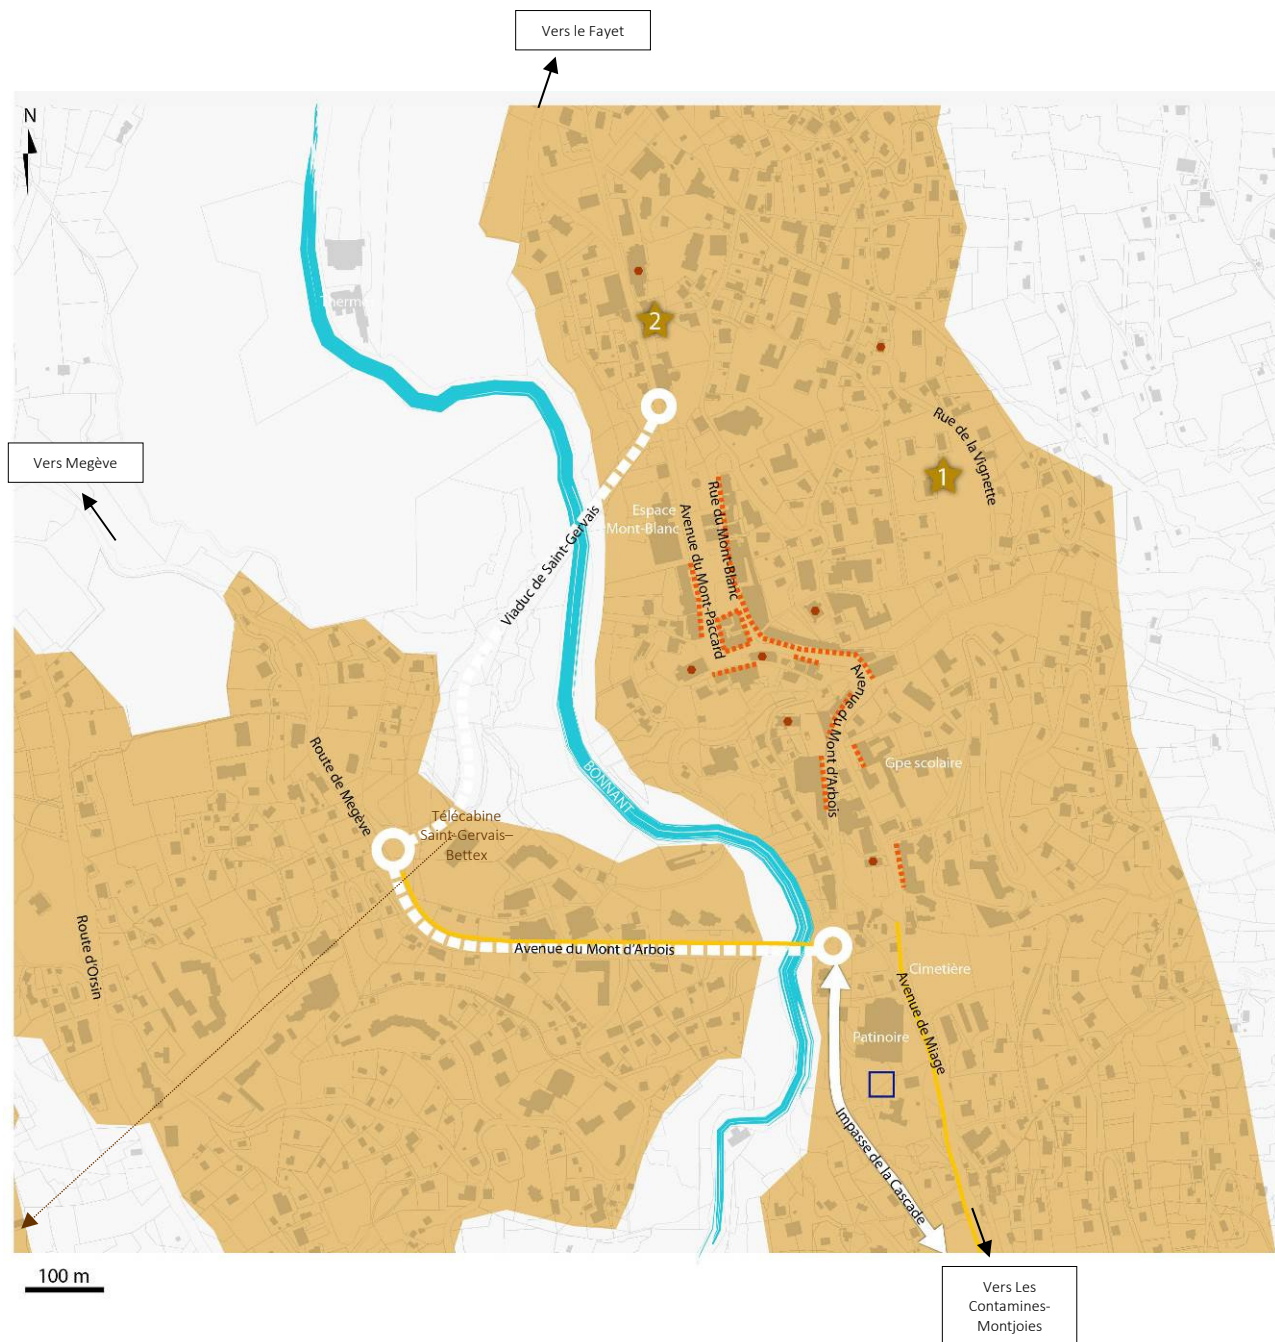 Vers le Fayet
N
2
Therme
Rue de la Vignette
Vers Megève
1
Espace
Mont-Blanc
Rue du Mont-Blanc
Avenue du Mont-Paccard
Viaduc de Saint-Gervais
Avenue du Mont d'Arbois
Gpe scolaire
BONNANT
Route de Megève
Télécabine
Saint-Gervais–
Bettex
Route d'Orsin
Avenue du Mont d'Arbois
Cimetière
Avenue de Miage
Patinoire
Impasse de la Cascade
100 m
Vers Les
Contamines-
Montjoies